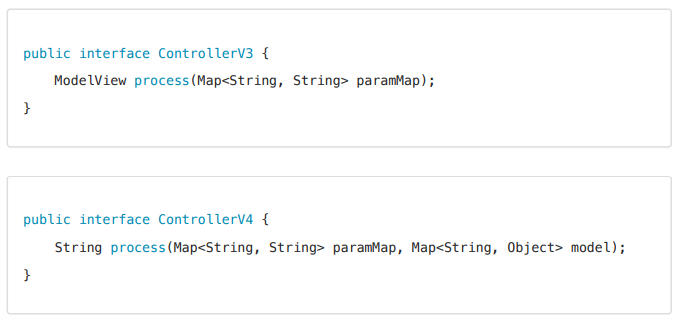 public interface ControllerV3 {
    ModelView process(Map<String, String> paramMap);
}
public interface ControllerV4 {
    String process(Map<String, String> paramMap, Map<String, Object> model);
}